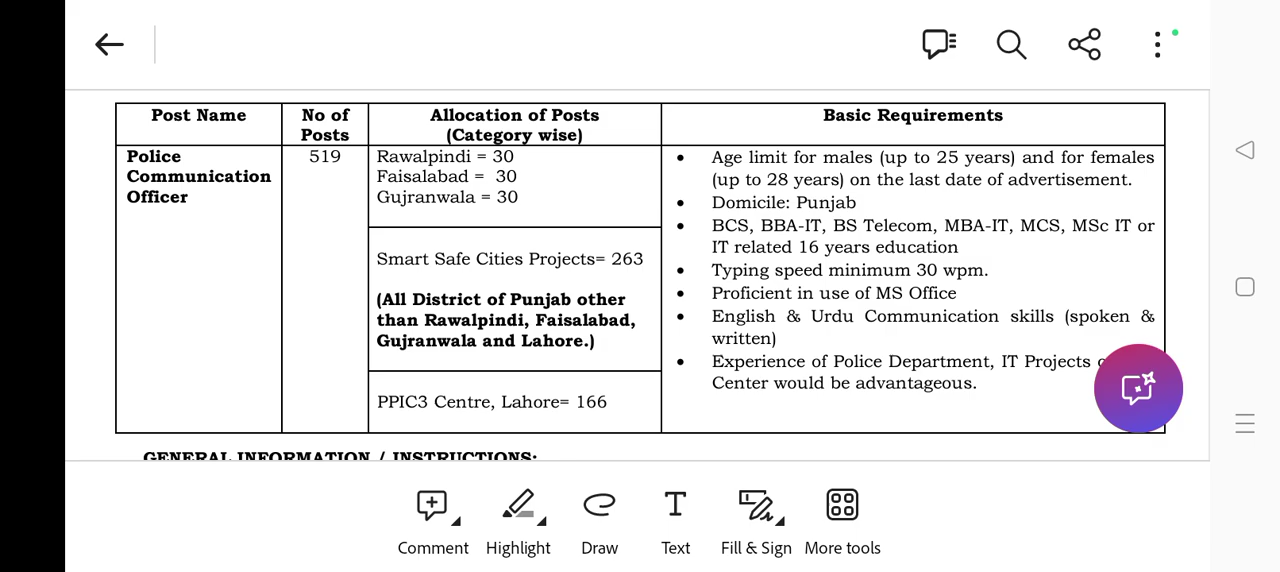 Post Name
No of
Posts
Allocation of Posts
(Category wise)
Basic Requirements
Police
Communication
Officer
519
Rawalpindi = 30
Faisalabad = 30
Gujranwala = 30
Smart Safe Cities Projects= 263
(All District of Punjab other
than Rawalpindi, Faisalabad,
Gujranwala and Lahore.)
PPIC3 Centre, Lahore= 166
• Age limit for males (up to 25 years) and for females
(up to 28 years) on the last date of advertisement.
• Domicile: Punjab
• BCS, BBA-IT, BS Telecom, MBA-IT, MCS, MSc IT or
IT related 16 years education
• Typing speed minimum 30 wpm.
• Proficient in use of MS Office
• English & Urdu Communication skills (spoken &
written)
• Experience of Police Department, IT Projects
Center would be advantageous.
GENERAL INFORMATION / INSTRUCTIONS:
Comment
Highlight
Draw
Text
Fill & Sign
More tools